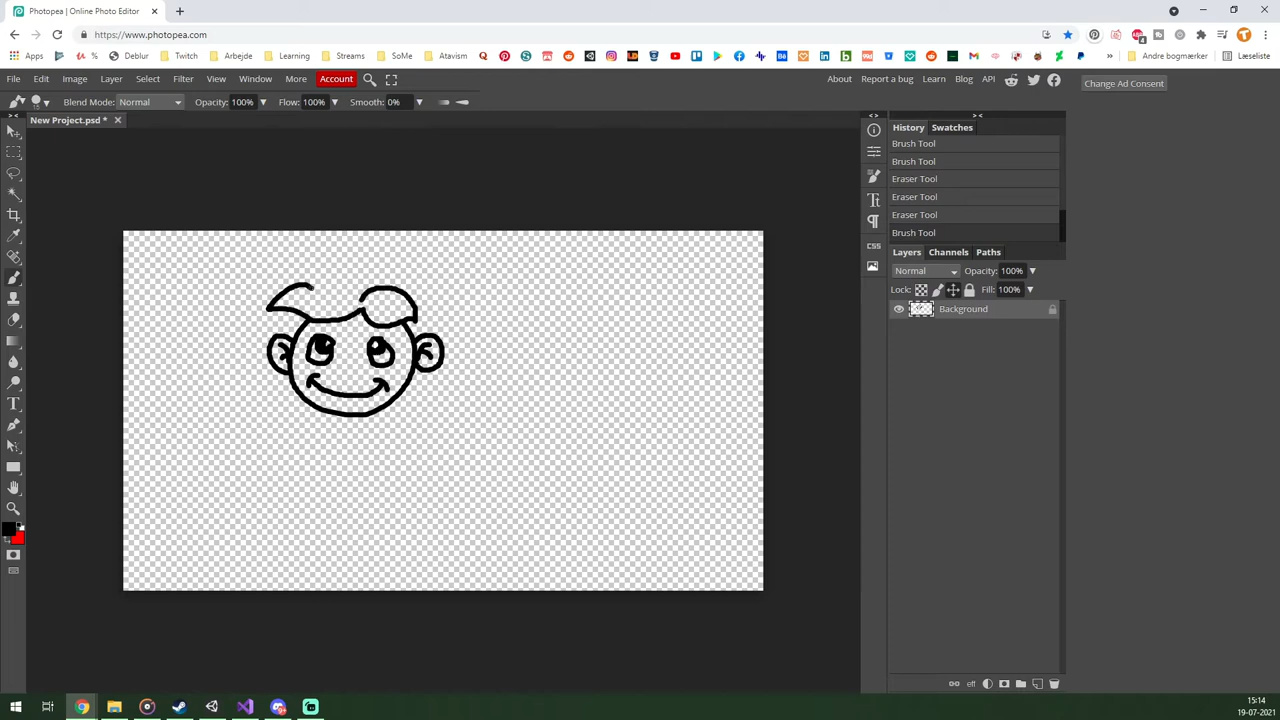 Photopea | Online Photo Editor
https://www.photopea.com
Apps
Deblur
Tatch
Arbejde
Learning
Streams
SoMe
Atavism
Andre bogmærker
Læseliste
File Edit Image Layer Select Filter View Window More Account
About Report a bug Learn Blog API
Change Ad Consent
15 Blend Mode: Normal Opacity: 100% Flow: 100% Smooth: 0%
New Project.psd *
History Swatches
Brush Tool
Brush Tool
Eraser Tool
Eraser Tool
Eraser Tool
Brush Tool
Layers Channels Paths
Normal Opacity: 100%
Lock: Fill: 100%
Background
CSS
eff
15:14
19-07-2021